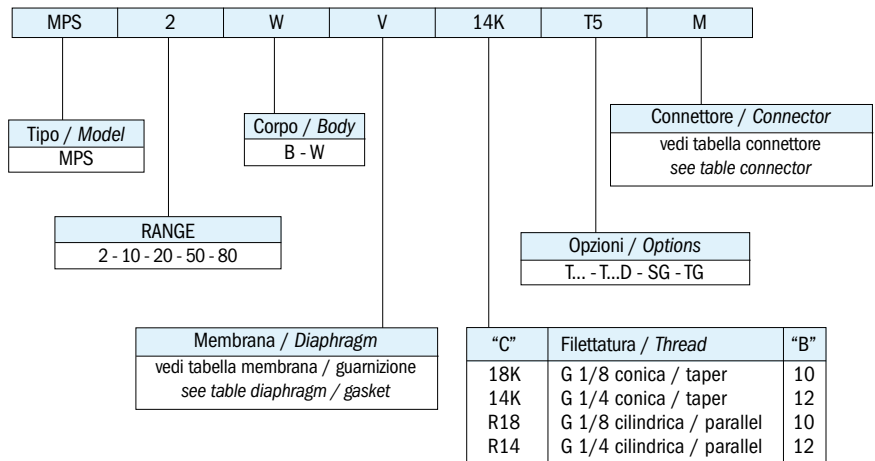 MPS 2 W V 14K T5 M
Tipo / Model
MPS
Corpo / Body
B - W
Connettore / Connector
vedi tabella connettore
see table connector
RANGE
2 - 10 - 20 - 50 - 80
Opzioni / Options
T... - T...D - SG - TG
Membrana / Diaphragm
vedi tabella membrana / guarnizione
see table diaphragm / gasket
“C” Filettatura / Thread “B”
18K G 1/8 conica / taper 10
14K G 1/4 conica / taper 12
R18 G 1/8 cilindrica / parallel 10
R14 G 1/4 cilindrica / parallel 12